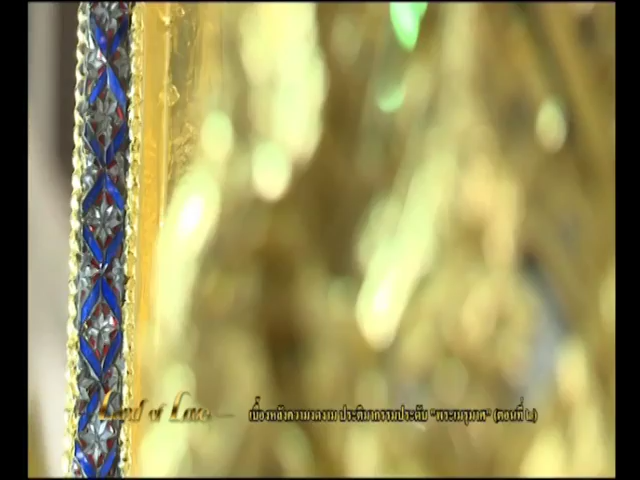 Land of Love — เบื้องหลังความงดงาม ประติมากรรมประดับ "พระเมรุมาศ" (ตอนที่ ๒)